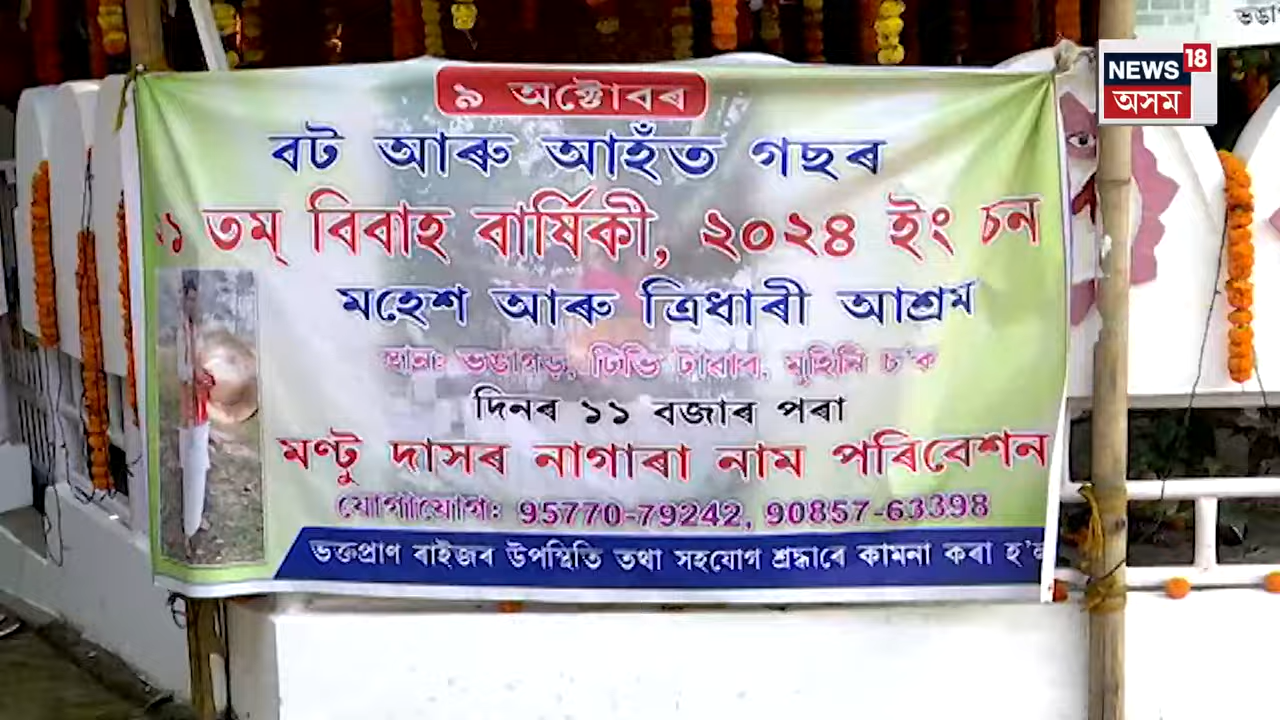 NEWS 18
অসম
৯ অক্টোবৰ
বট আৰু আহঁত গছৰ
তম্ বিবাহ বাৰ্ষিকী, ২০২৪ ইং চন
মহেশ আৰু ত্ৰিধাৰী আশ্ৰম
স্থানঃ ভঙাগড়, টিভি টাৱাৰ, মুহিনি চ'ক
দিনৰ ১১ বজাৰ পৰা
মণ্টু দাসৰ নাগাৰা নাম পৰিবেশন
যোগাযোগঃ 95770-79242, 90857-63398
ভক্তপ্ৰাণ ৰাইজৰ উপস্থিতি তথা সহযোগ শ্ৰদ্ধাৰে কামনা কৰা